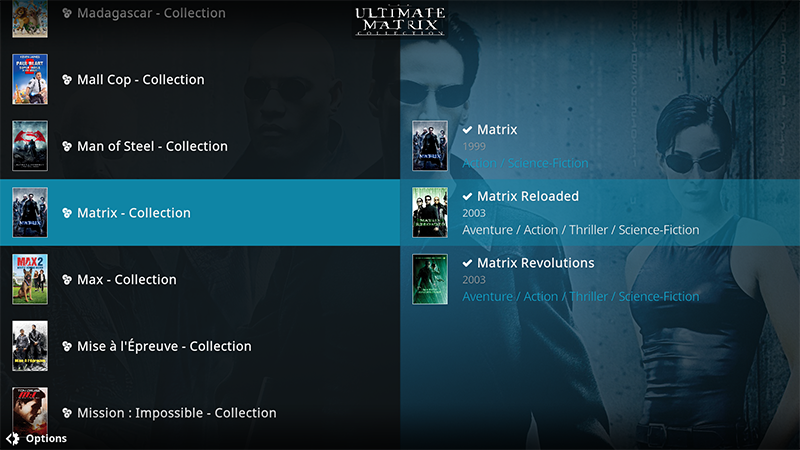 Madagascar - Collection
Mall Cop - Collection
Man of Steel - Collection
Matrix - Collection
Max - Collection
Mise à l'Épreuve - Collection
Mission : Impossible - Collection
Options
ULTIMATE
MATRIX
COLLECTION
Matrix
1999
Action / Science-Fiction
Matrix Reloaded
2003
Aventure / Action / Thriller / Science-Fiction
Matrix Revolutions
2003
Aventure / Action / Thriller / Science-Fiction
MAX2